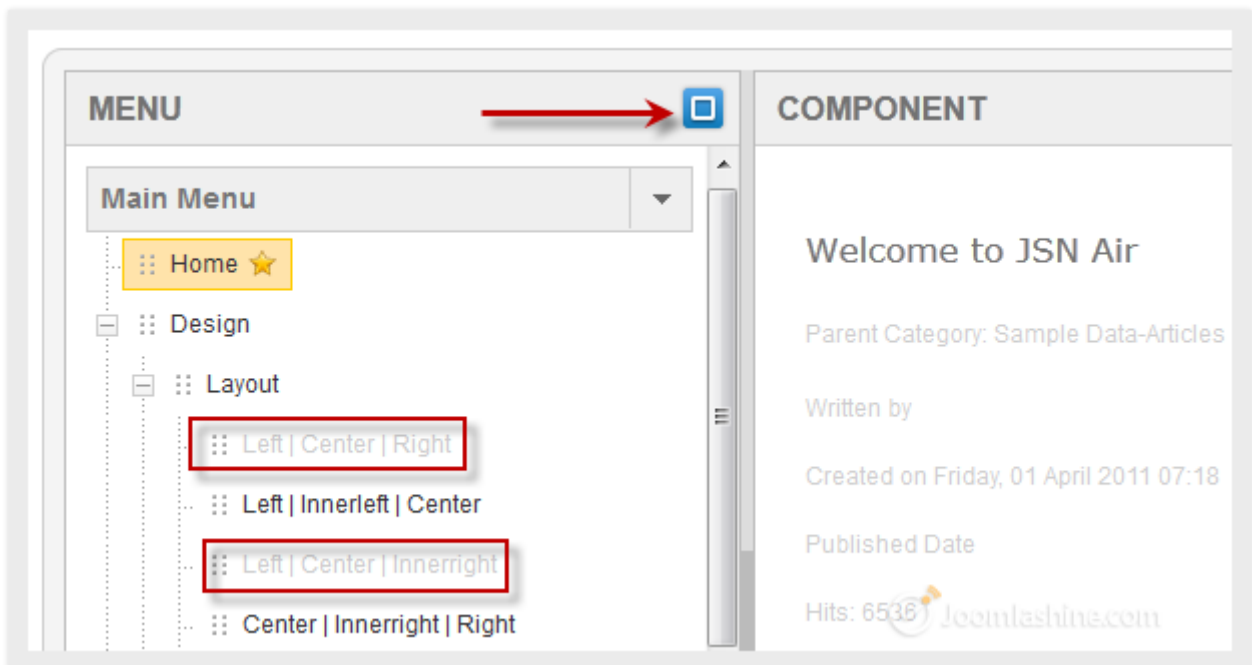 MENU
Main Menu
Home
Design
Layout
Left | Center | Right
Left | Innerleft | Center
Left | Center | Innerright
Center | Innerright | Right
COMPONENT
Welcome to JSN Air
Parent Category: Sample Data-Articles
Written by
Created on Friday, 01 April 2011 07:18
Published Date
Hits: 6536
Joomlashine.com